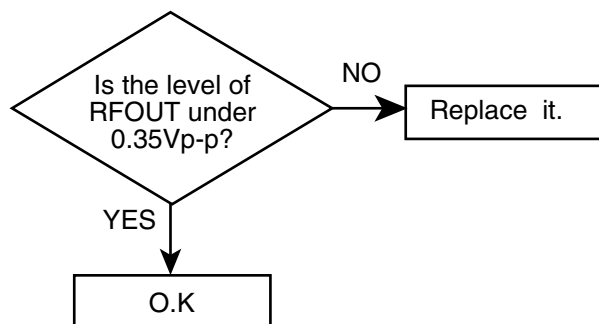 Is the level of
RFOUT under
0.35Vp-p?
NO
Replace it.
YES
O.K